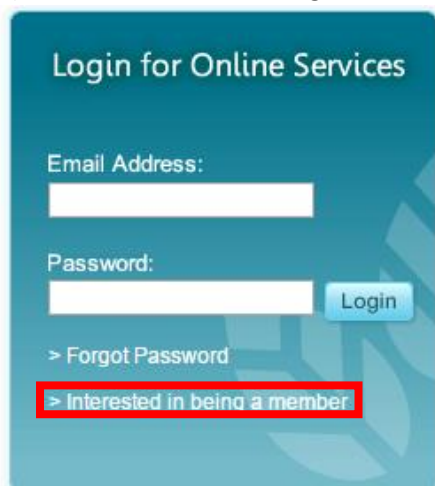 Login for Online Services
Email Address:
Password:
Login
> Forgot Password
> Interested in being a member